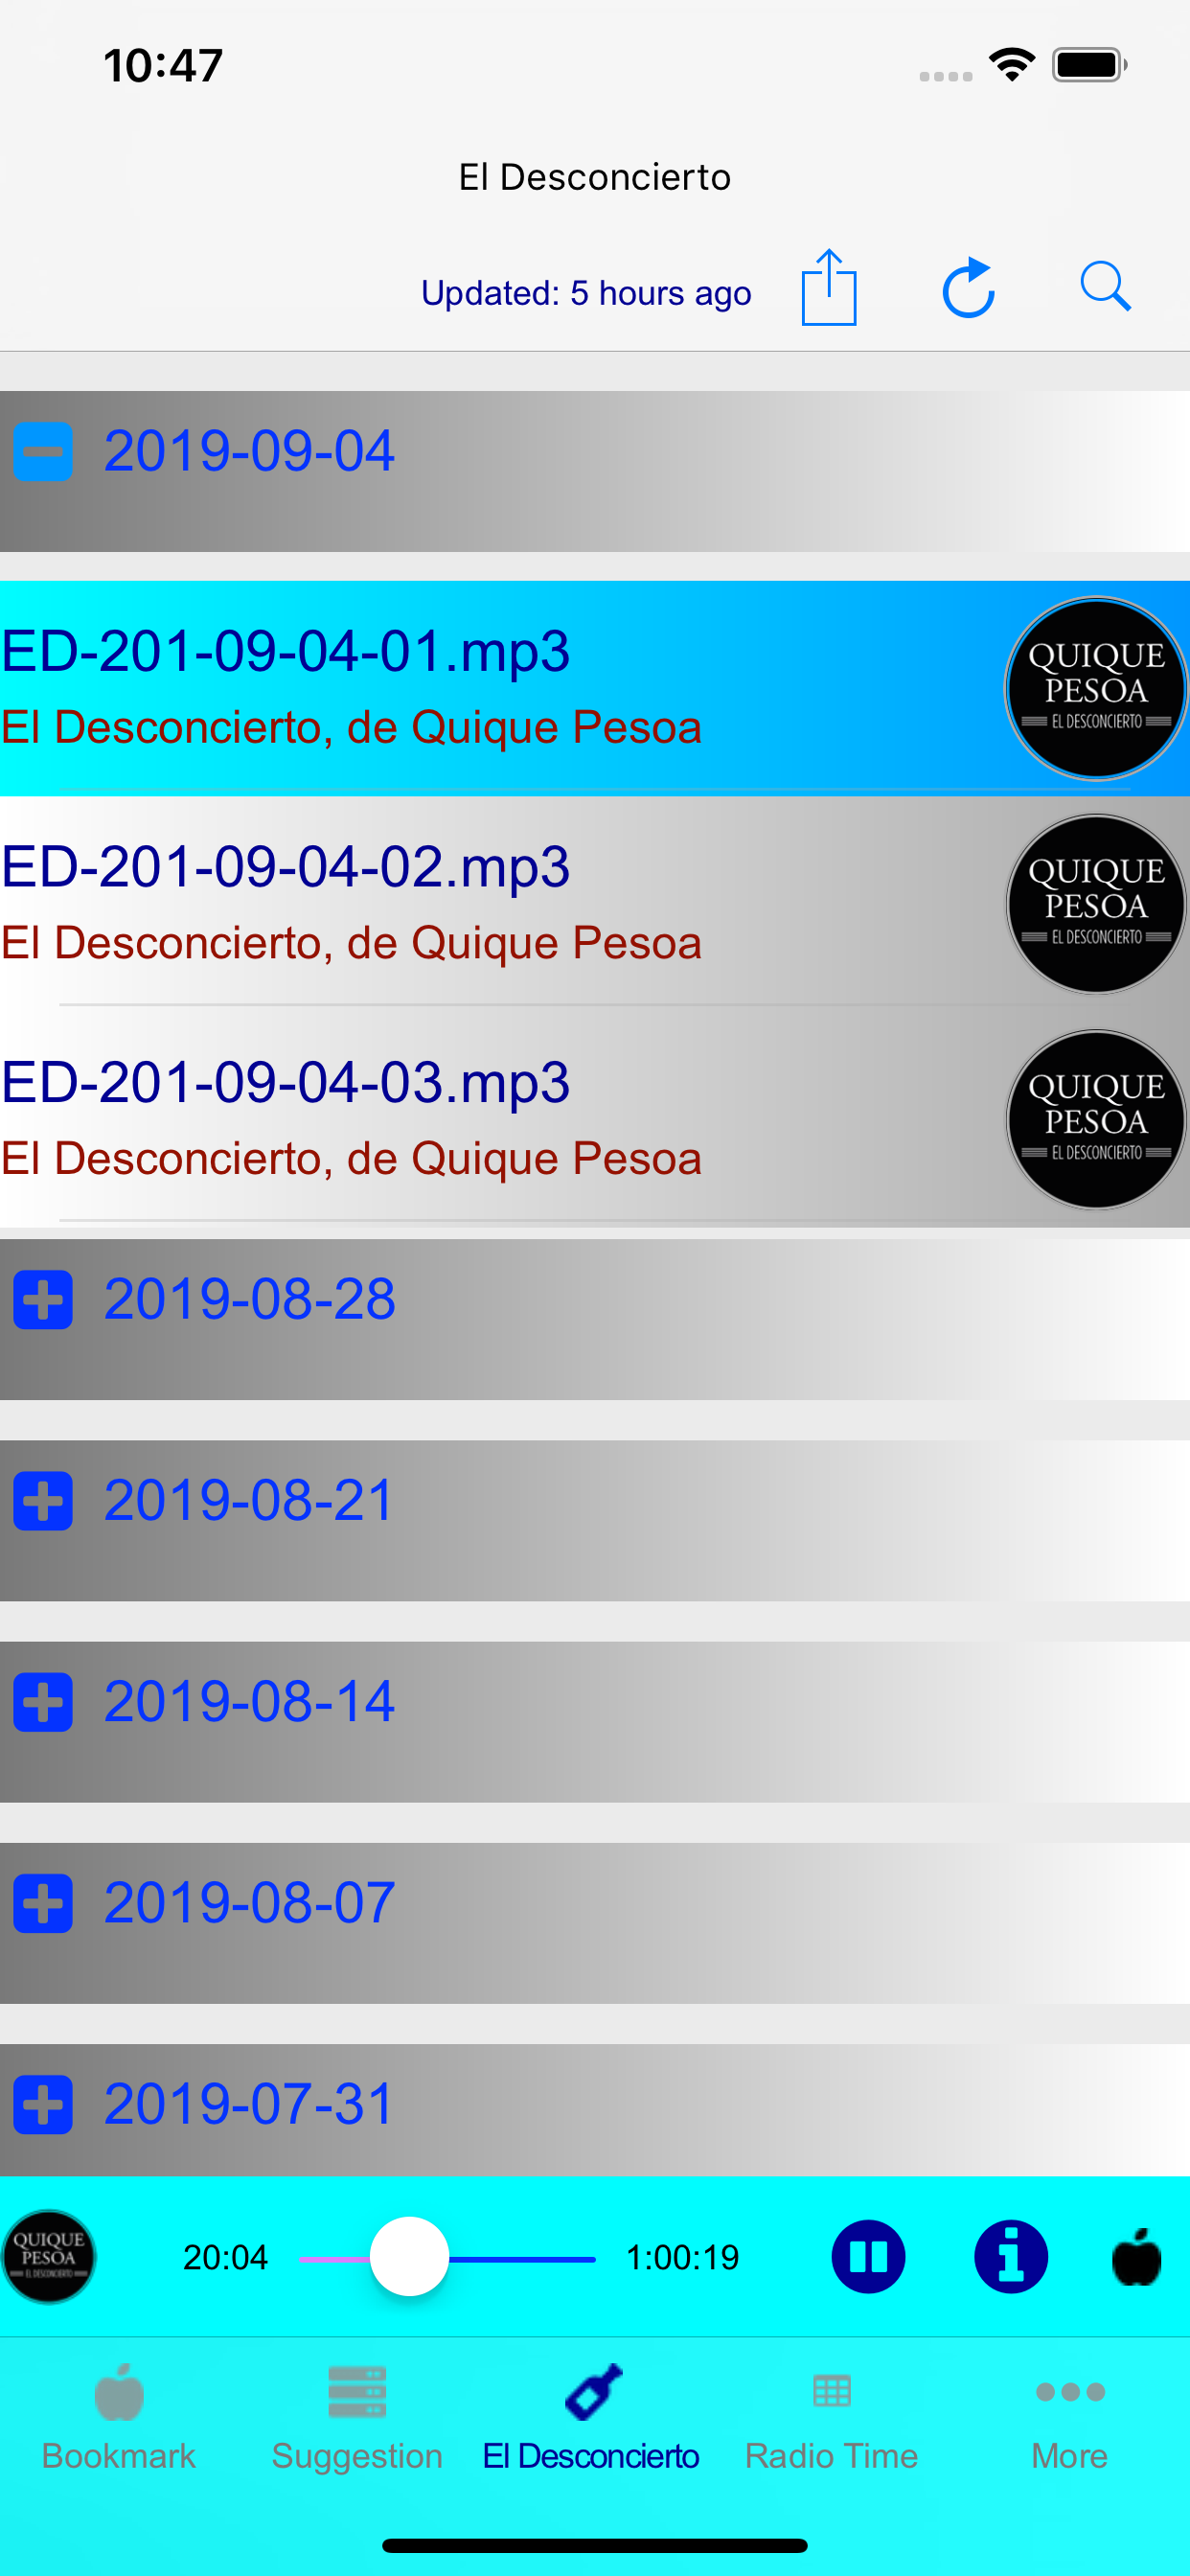 10:47
El Desconcierto
Updated: 5 hours ago
2019-09-04
ED-201-09-04-01.mp3
El Desconcierto, de Quique Pesoa
QUIQUE
PESOA
EL DESCONCIERTO
ED-201-09-04-02.mp3
El Desconcierto, de Quique Pesoa
QUIQUE
PESOA
EL DESCONCIERTO
ED-201-09-04-03.mp3
El Desconcierto, de Quique Pesoa
QUIQUE
PESOA
EL DESCONCIERTO
2019-08-28
2019-08-21
2019-08-14
2019-08-07
2019-07-31
QUIQUE
PESOA
EL DESCONCIERTO
20:04
1:00:19
Bookmark
Suggestion
El Desconcierto
Radio Time
More